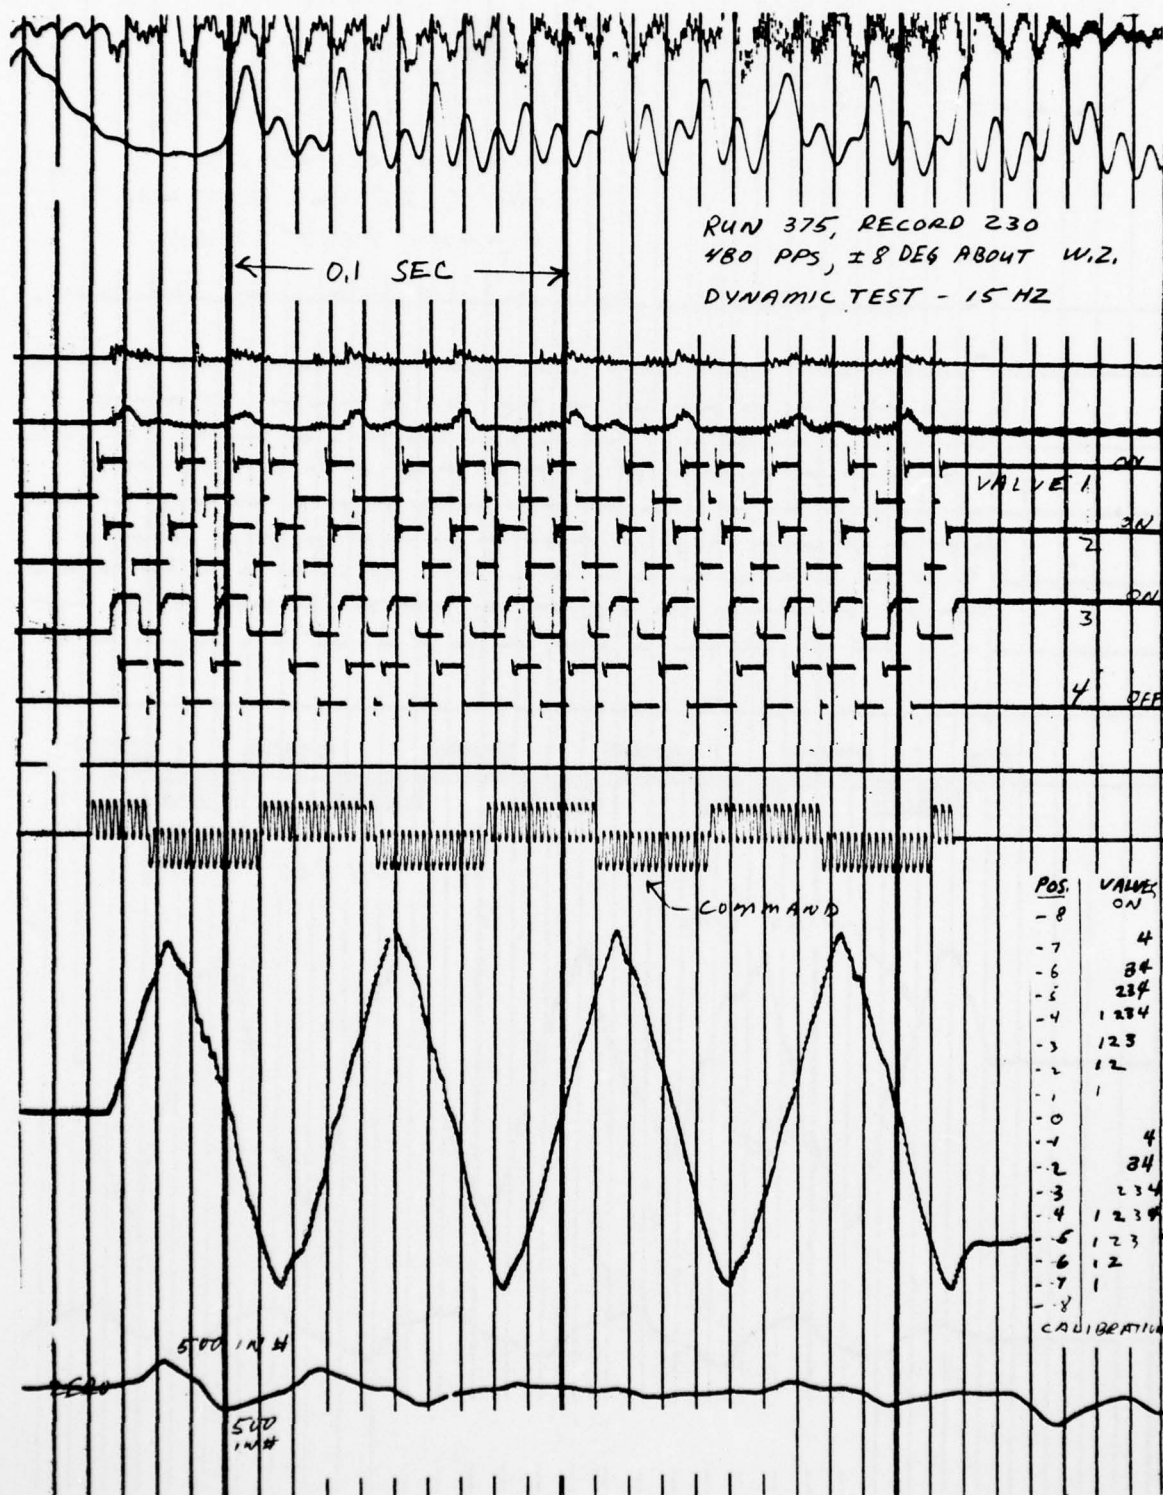 RUN 375, RECORD 230
480 PPS, ± 8 DEG ABOUT W.Z.
DYNAMIC TEST - 15 HZ
0.1 SEC
ON
VALVE 1
ON
2
ON
3
4 OFF
COMMAND
POS. VALVES
ON
- 8
- 7 4
- 6 34
- 5 234
- 4 1234
- 3 123
- 2 12
- 1 1
- 0
- 1 4
- 2 34
- 3 234
- 4 1234
- 5 123
- 6 12
- 7 1
- 8
CALIBRATION
500 IN #
ZERO
500
IN #